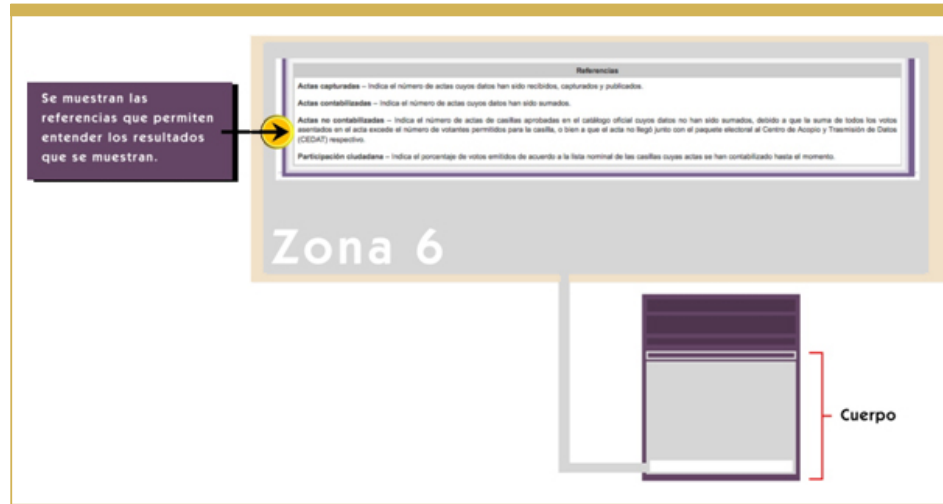 Referencias
Actas capturadas – Indica el número de actas cuyos datos han sido recibidos, capturados y publicados.
Actas contabilizadas – Indica el número de actas cuyos datos han sido sumados.
Actas no contabilizadas – Indica el número de actas de casillas aprobadas en el catálogo oficial cuyos datos no han sido sumados, debido a que la suma de todos los votos
asentados en el acta excede el número de votantes permitidos para la casilla, o bien a que el acta no llegó junto con el paquete electoral al Centro de Acopio y Trasmisión de Datos
(CEDAT) respectivo.
Participación ciudadana – Indica el porcentaje de votos emitidos de acuerdo a la lista nominal de las casillas cuyas actas se han contabilizado hasta el momento.
Se muestran las
referencias que permiten
entender los resultados
que se muestran.
Zona 6
Cuerpo